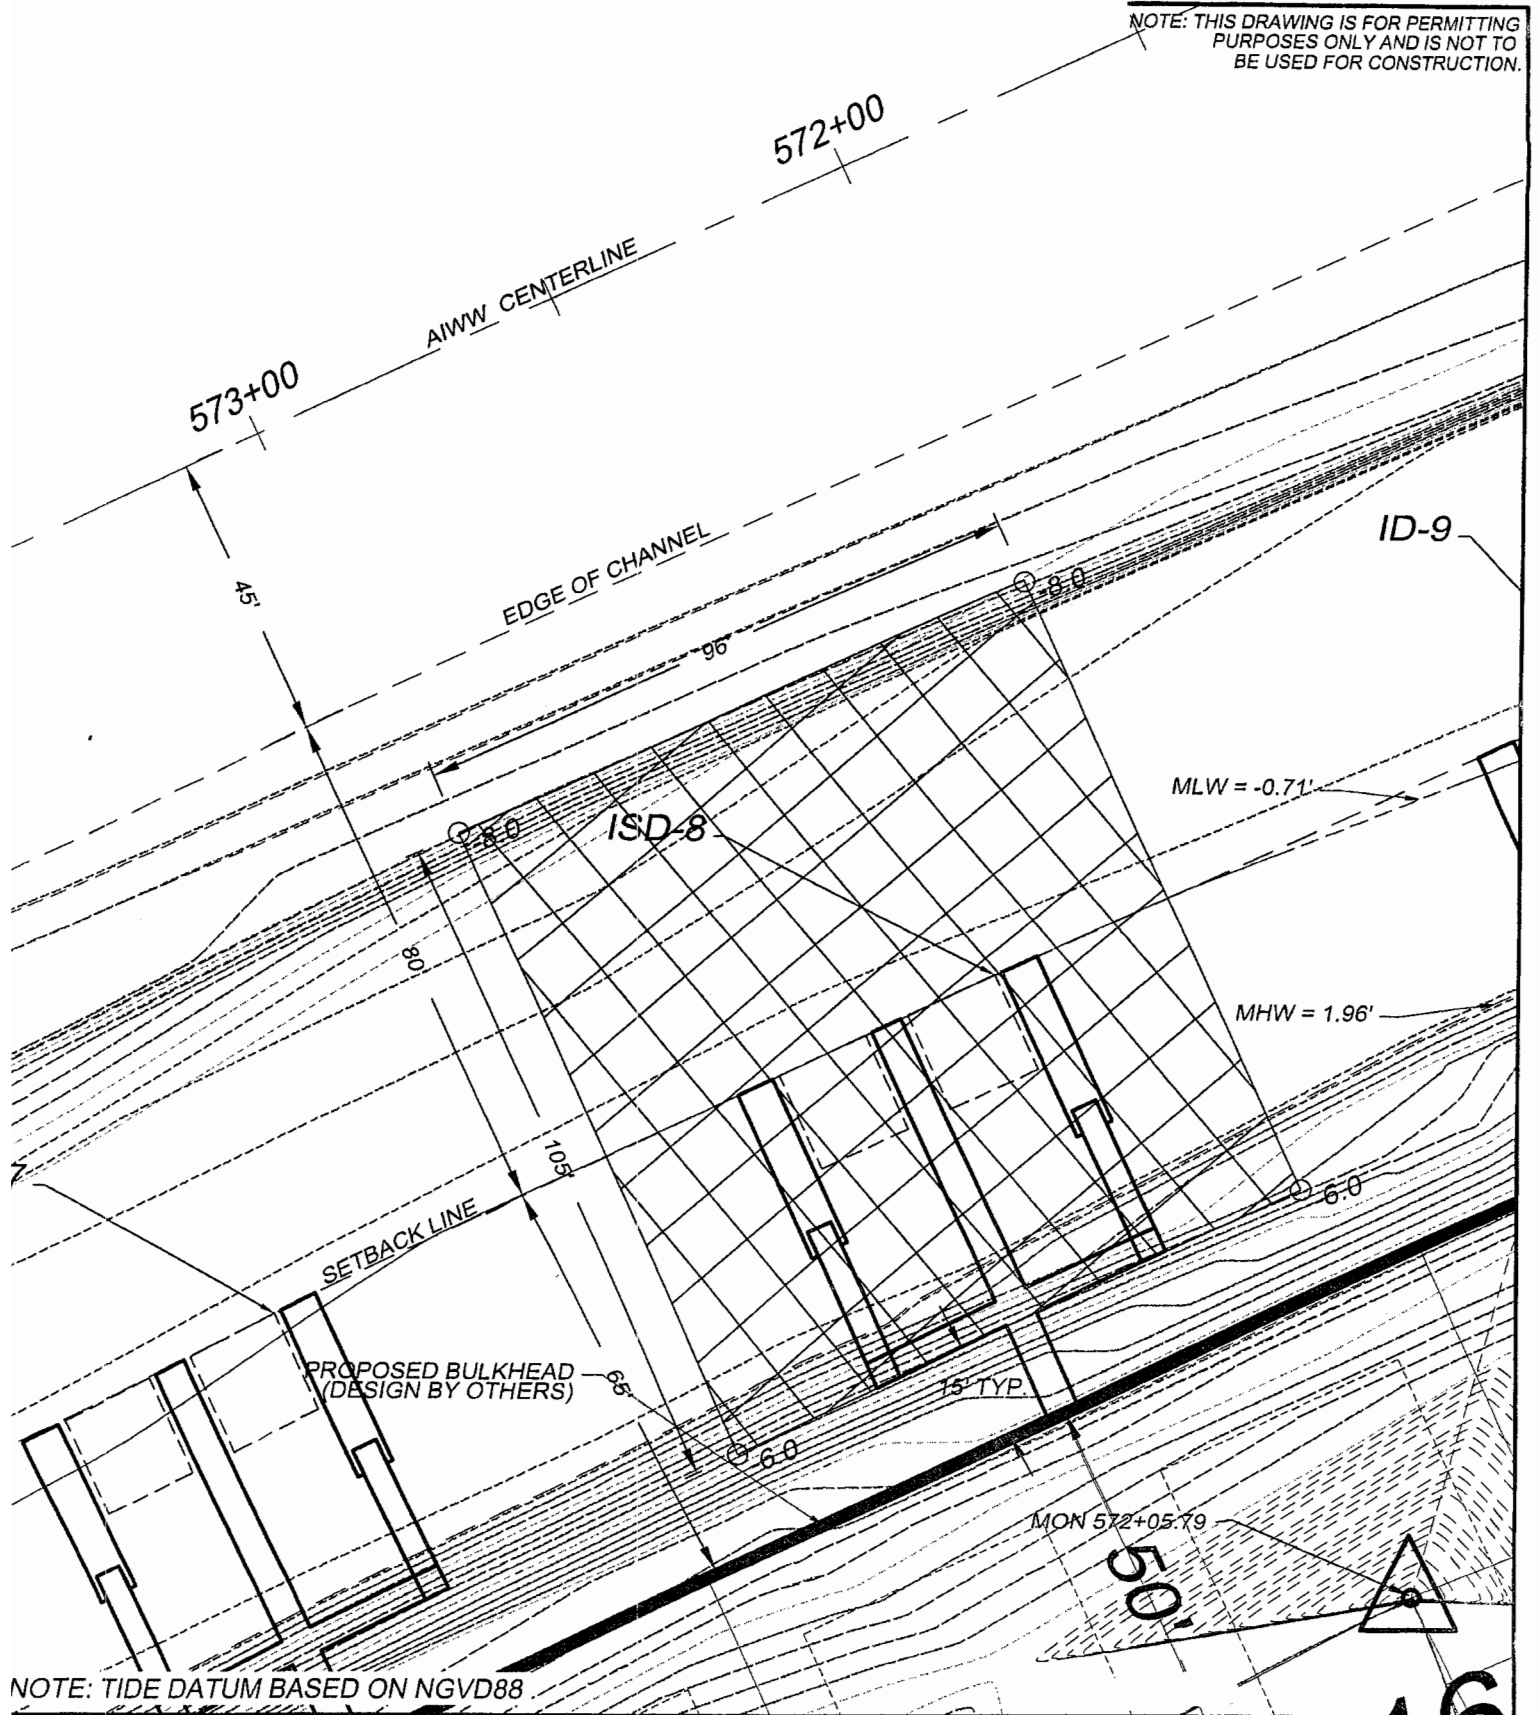 NOTE: THIS DRAWING IS FOR PERMITTING
PURPOSES ONLY AND IS NOT TO
BE USED FOR CONSTRUCTION.
572+00
AIWW CENTERLINE
573+00
45'
EDGE OF CHANNEL
ID-9
-8.0
96'
MLW = -0.71'
-8.0
ISD-8
80'
MHW = 1.96'
105'
7
SETBACK LINE
6.0
PROPOSED BULKHEAD
(DESIGN BY OTHERS)
65'
15' TYP.
6.0
MON 572+05.79
50'
NOTE: TIDE DATUM BASED ON NGVD88